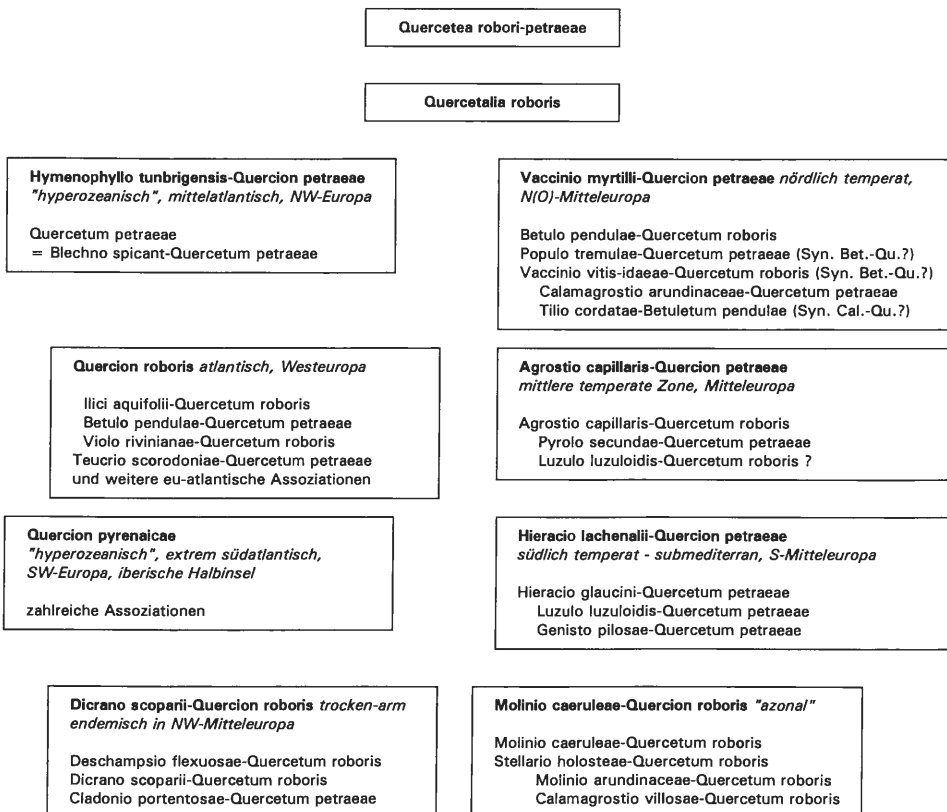 Quercetea robori-petraeae
Quercetalia roboris
Hymenophyllo tunbrigensis-Quercion petraeae
"hyperozeanisch", mittelatlantisch, NW-Europa
Quercetum petraeae
= Blechno spicant-Quercetum petraeae
Vaccinio myrtilli-Quercion petraeae nördlich temperat,
N(O)-Mitteleuropa
Betulo pendulae-Quercetum roboris
Populo tremulae-Quercetum petraeae (Syn. Bet.-Qu.?)
Vaccinio vitis-idaeae-Quercetum roboris (Syn. Bet.-Qu.?)
Calamagrostio arundinaceae-Quercetum petraeae
Tilio cordatae-Betuletum pendulae (Syn. Cal.-Qu.?)
Quercion roboris atlantisch, Westeuropa
Ilici aquifolii-Quercetum roboris
Betulo pendulae-Quercetum petraeae
Violo rivinianae-Quercetum roboris
Teucrio scorodoniae-Quercetum petraeae
und weitere eu-atlantische Assoziationen
Agrostio capillaris-Quercion petraeae
mittlere temperate Zone, Mitteleuropa
Agrostio capillaris-Quercetum roboris
Pyrolo secundae-Quercetum petraeae
Luzulo luzuloidis-Quercetum roboris ?
Quercion pyrenaicae
"hyperozeanisch", extrem südatlantisch,
SW-Europa, iberische Halbinsel
zahlreiche Assoziationen
Hieracio lachenalii-Quercion petraeae
südlich temperat - submediterran, S-Mitteleuropa
Hieracio glaucini-Quercetum petraeae
Luzulo luzuloidis-Quercetum petraeae
Genisto pilosae-Quercetum petraeae
Dicrano scoparii-Quercion roboris trocken-arm
endemisch in NW-Mitteleuropa
Deschampsio flexuosae-Quercetum roboris
Dicrano scoparii-Quercetum roboris
Cladonio portentosae-Quercetum petraeae
Molinio caeruleae-Quercion roboris "azonal"
Molinio caeruleae-Quercetum roboris
Stellario holosteae-Quercetum roboris
Molinio arundinaceae-Quercetum roboris
Calamagrostio villosae-Quercetum roboris